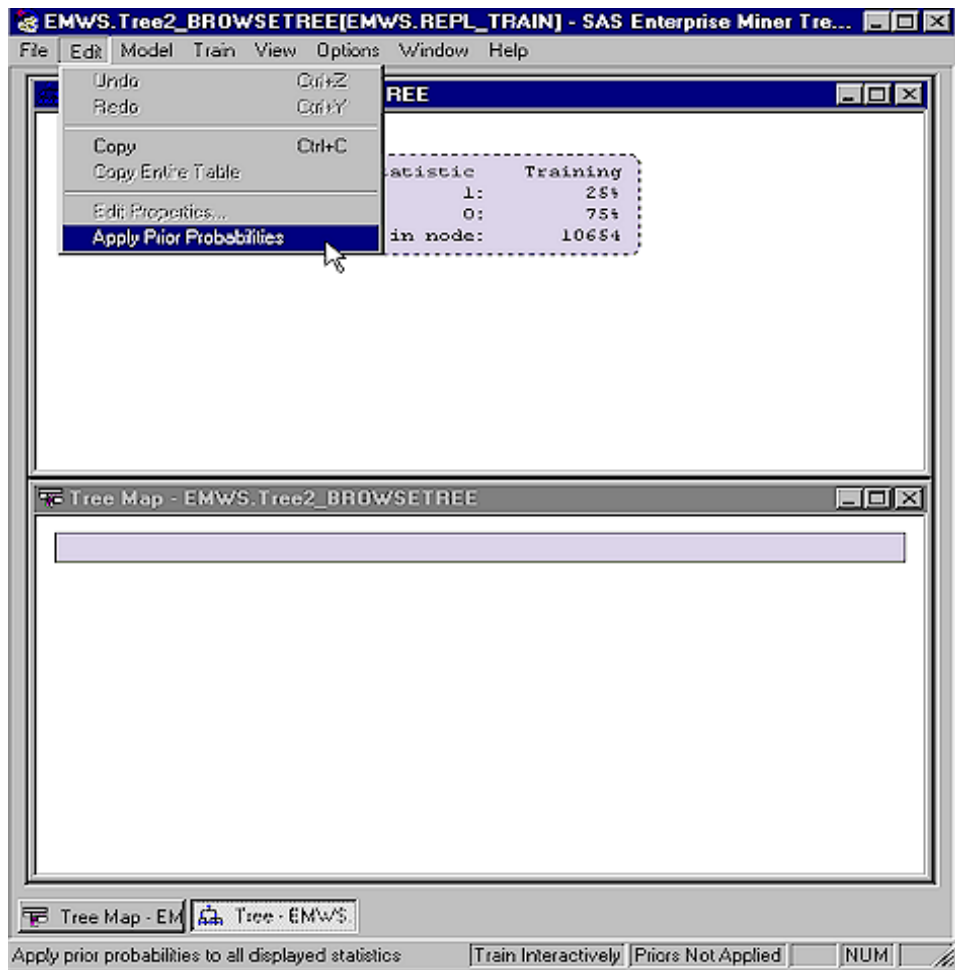 EMWS.Tree2_BROWSETREE[EMWS.REPL_TRAIN] - SAS Enterprise Miner Tre...
File Edit Model Train View Options Window Help
Undo Ctrl+Z
Redo Ctrl+Y
Copy Ctrl+C
Copy Entire Table
Edit Properties...
Apply Prior Probabilities
REE
atistic Training
1: 25%
0: 75%
in node: 10654
Tree Map - EMWS.Tree2_BROWSETREE
Tree Map - EM Tree - EMWS.
Apply prior probabilities to all displayed statistics Train Interactively Priors Not Applied NUM